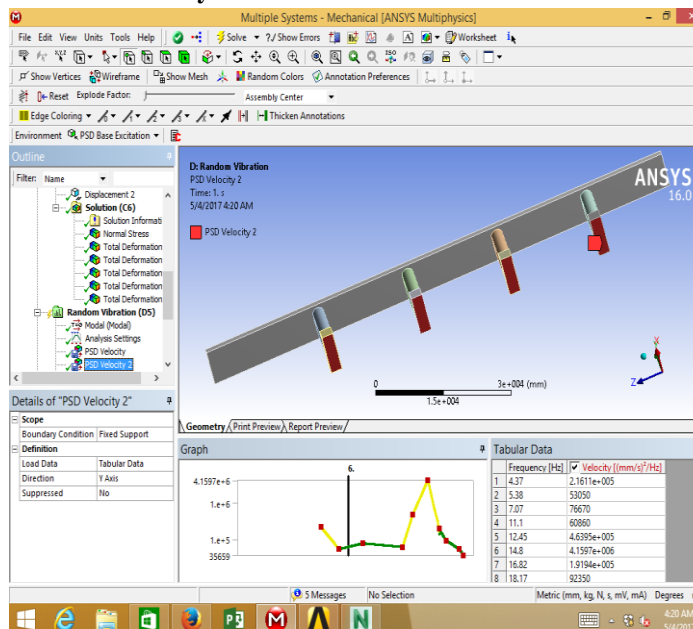 Multiple Systems - Mechanical [ANSYS Multiphysics]
File Edit View Units Tools Help Solve ?/ Show Errors Worksheet
Show Vertices Wireframe Show Mesh Random Colors Annotation Preferences
Reset Explode Factor: Assembly Center
Edge Coloring Thicken Annotations
Environment PSD Base Excitation
Outline
Filter: Name
Displacement 2
Solution (C6)
Solution Informati
Normal Stress
Total Deformation
Total Deformation
Total Deformation
Total Deformation
Total Deformation
Random Vibration (D5)
Modal (Modal)
Analysis Settings
PSD Velocity
PSD Velocity 2
D: Random Vibration
PSD Velocity 2
Time: 1. s
5/4/2017 4:20 AM
PSD Velocity 2
ANSYS
16.0
0 3e+004 (mm)
1.5e+004
X
Z
Geometry Print Preview Report Preview
Details of "PSD Velocity 2"
Scope
Boundary Condition Fixed Support
Definition
Load Data Tabular Data
Direction Y Axis
Suppressed No
Graph
6.
4.1597e+6
1.e+6
1.e+5
35659
Tabular Data
Frequency [Hz] Velocity [(mm/s)²/Hz]
1 4.37 2.1611e+005
2 5.38 53050
3 7.07 76670
4 11.1 60860
5 12.45 4.6395e+005
6 14.8 4.1597e+006
7 16.82 1.9194e+005
8 18.17 92350
5 Messages No Selection Metric (mm, kg, N, s, mV, mA) Degrees
4:20 AM
5/4/2017